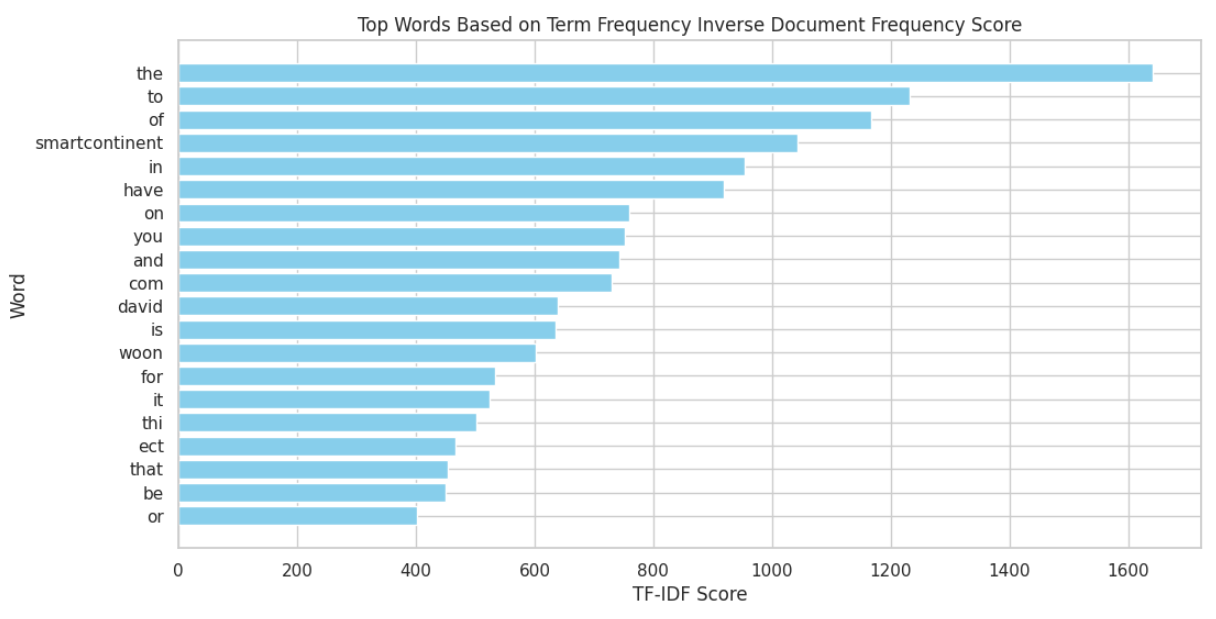 Top Words Based on Term Frequency Inverse Document Frequency Score
the
to
of
smartcontinent
in
have
on
you
and
com
david
is
woon
for
it
thi
ect
that
be
or
Word
0 200 400 600 800 1000 1200 1400 1600
TF-IDF Score